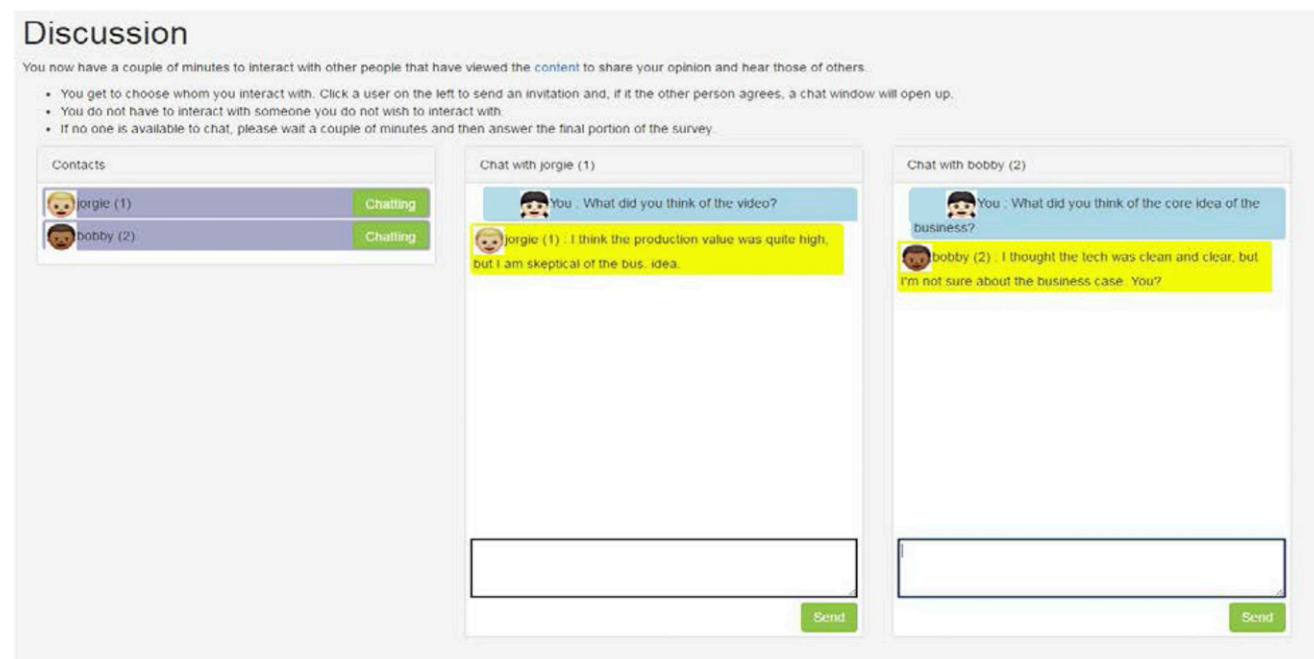 Discussion
You now have a couple of minutes to interact with other people that have viewed the content to share your opinion and hear those of others.
• You get to choose whom you interact with. Click a user on the left to send an invitation and, if it the other person agrees, a chat window will open up.
• You do not have to interact with someone you do not wish to interact with.
• If no one is available to chat, please wait a couple of minutes and then answer the final portion of the survey.
Contacts
jorgie (1) Chatting
bobby (2) Chatting
Chat with jorgie (1)
You : What did you think of the video?
jorgie (1) : I think the production value was quite high,
but I am skeptical of the bus. idea.
Send
Chat with bobby (2)
You : What did you think of the core idea of the
business?
bobby (2) : I thought the tech was clean and clear, but
I'm not sure about the business case. You?
Send